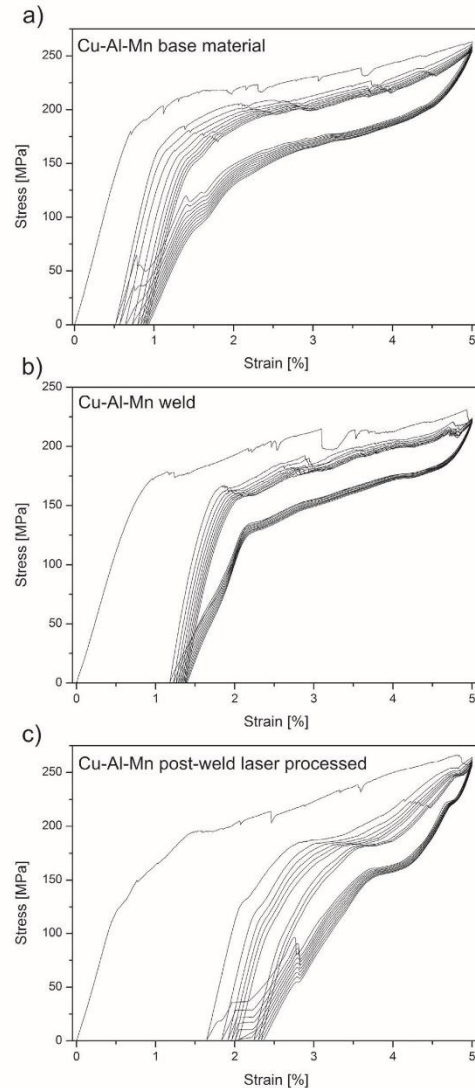 a)
Cu-Al-Mn base material
250
200
150
100
50
0
Stress [MPa]
0 1 2 3 4 5
Strain [%]
b)
Cu-Al-Mn weld
250
200
150
100
50
0
Stress [MPa]
0 1 2 3 4 5
Strain [%]
c)
Cu-Al-Mn post-weld laser processed
250
200
150
100
50
0
Stress [MPa]
0 1 2 3 4 5
Strain [%]